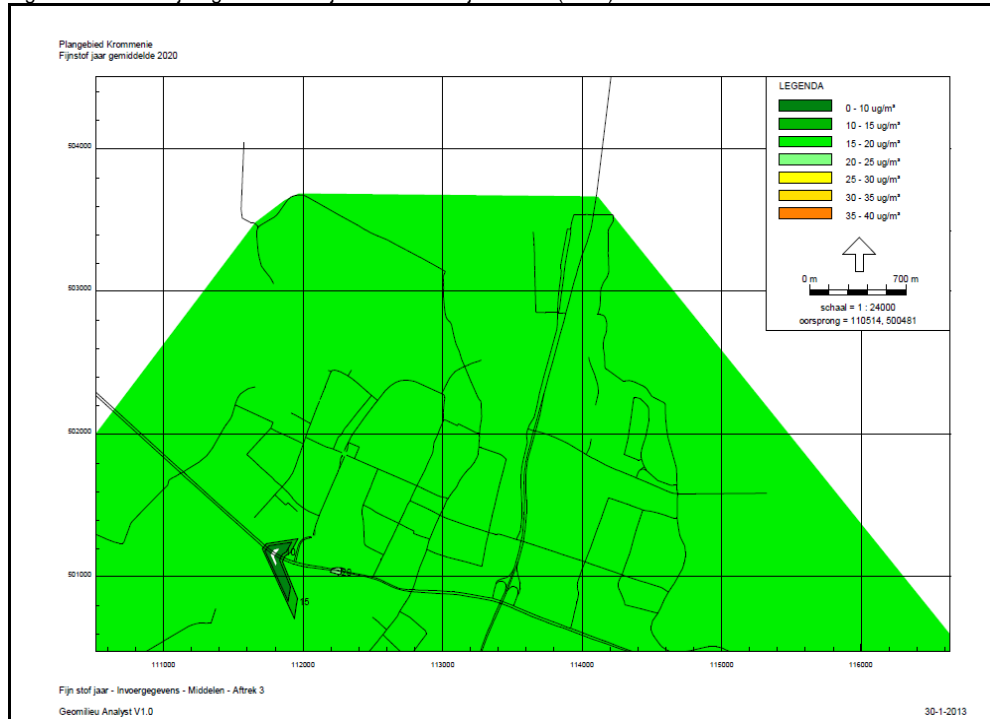 Plangebied Krommenie
Fijnstof jaar gemiddelde 2020
LEGENDA
0 - 10 ug/m³
10 - 15 ug/m³
15 - 20 ug/m³
20 - 25 ug/m³
25 - 30 ug/m³
30 - 35 ug/m³
35 - 40 ug/m³
0 m 700 m
schaal = 1 : 24000
oorsprong = 110514, 500481
504000
503000
502000
501000
15
111000 112000 113000 114000 115000 116000
Fijn stof jaar - Invoergegevens - Middelen - Aftrek 3
Geomilieu Analyst V1.0 30-1-2013